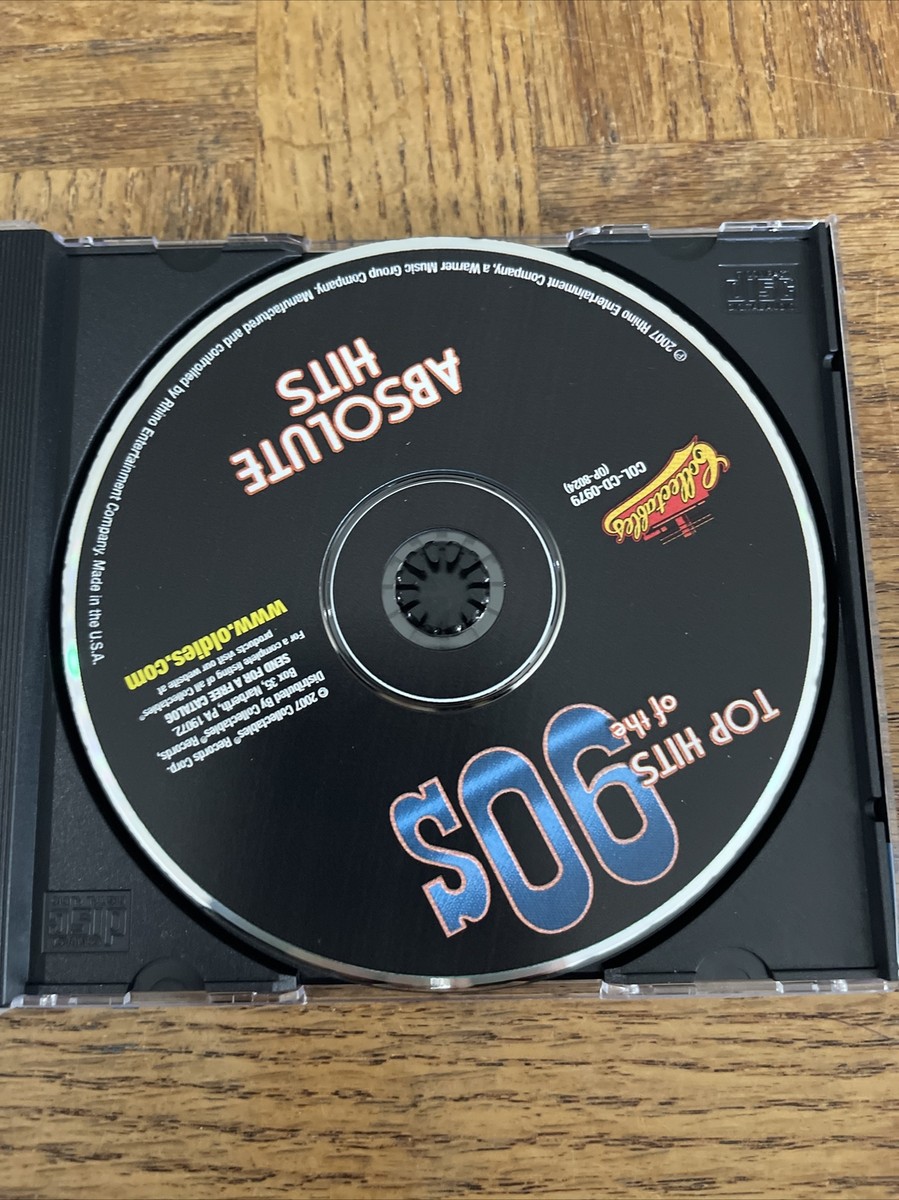 TOP HITS
of the
90s
Collectables
COL-CD-0979
(OP-8024)
ABSOLUTE
HITS
© 2007 Collectables® Records Corp.
Distributed by Collectables® Records,
Box 35, Narberth, PA 19072
SEND FOR A FREE CATALOG
For a complete listing of all Collectables®
products visit our website at
www.oldies.com
℗ 2007 Rhino Entertainment Company, a Warner Music Group Company. Manufactured and controlled by Rhino Entertainment Company. Made in the U.S.A.